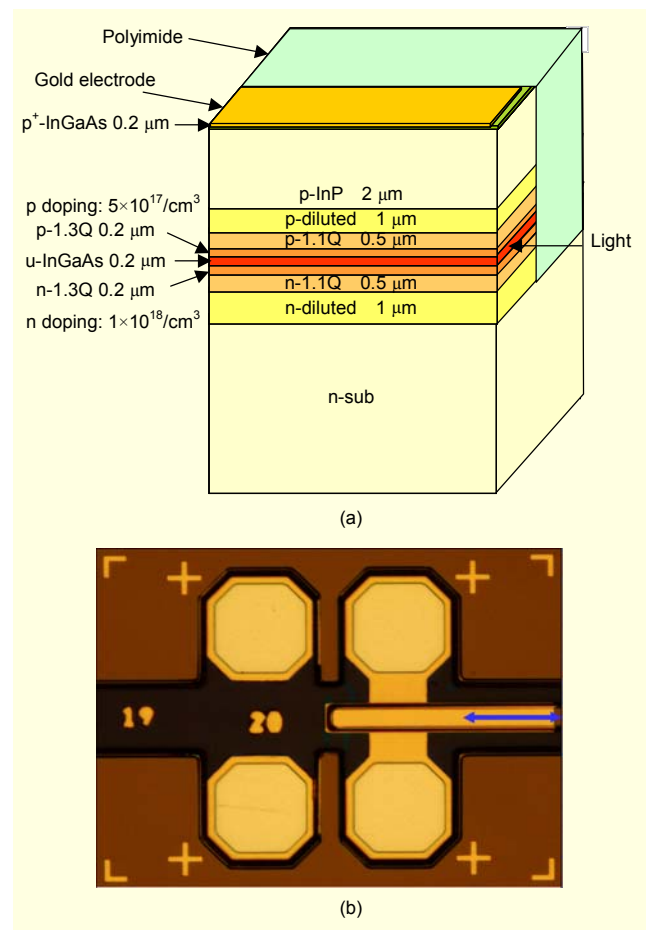 Polyimide
Gold electrode
p⁺-InGaAs 0.2 μm
p-InP 2 μm
p doping: 5×10¹⁷/cm³
p-diluted 1 μm
p-1.3Q 0.2 μm
p-1.1Q 0.5 μm
Light
u-InGaAs 0.2 μm
n-1.3Q 0.2 μm
n-1.1Q 0.5 μm
n-diluted 1 μm
n doping: 1×10¹⁸/cm³
n-sub
(a)
19
20
(b)